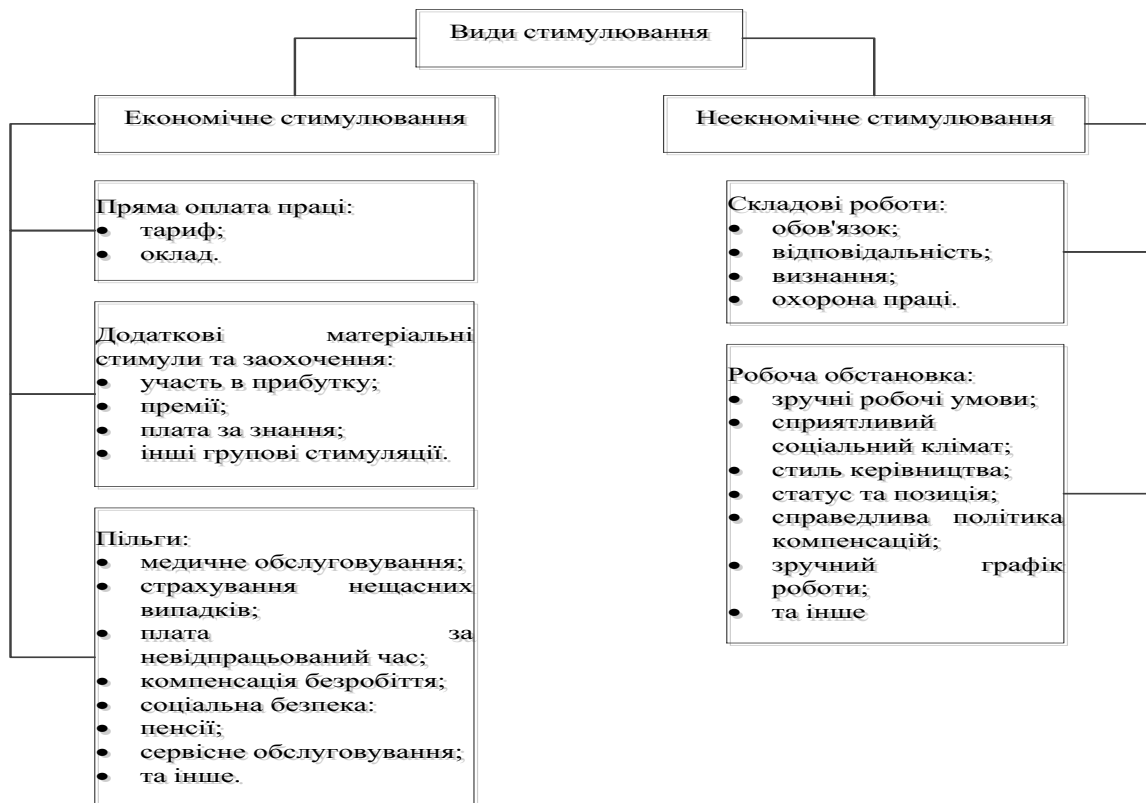 Види стимулювання
Економічне стимулювання
Неекномічне стимулювання
Пряма оплата праці:
• тариф;
• оклад.
Додаткові матеріальні
стимули та заохочення:
• участь в прибутку;
• премії;
• плата за знання;
• інші групові стимуляції.
Пільги:
• медичне обслуговування;
• страхування нещасних
випадків;
• плата за
невідпрацьований час;
• компенсація безробіття;
• соціальна безпека:
• пенсії;
• сервісне обслуговування;
• та інше.
Складові роботи:
• обов'язок;
• відповідальність;
• визнання;
• охорона праці.
Робоча обстановка:
• зручні робочі умови;
• сприятливий
соціальний клімат;
• стиль керівництва;
• статус та позиція;
• справедлива політика
компенсацій;
• зручний графік
роботи;
• та інше